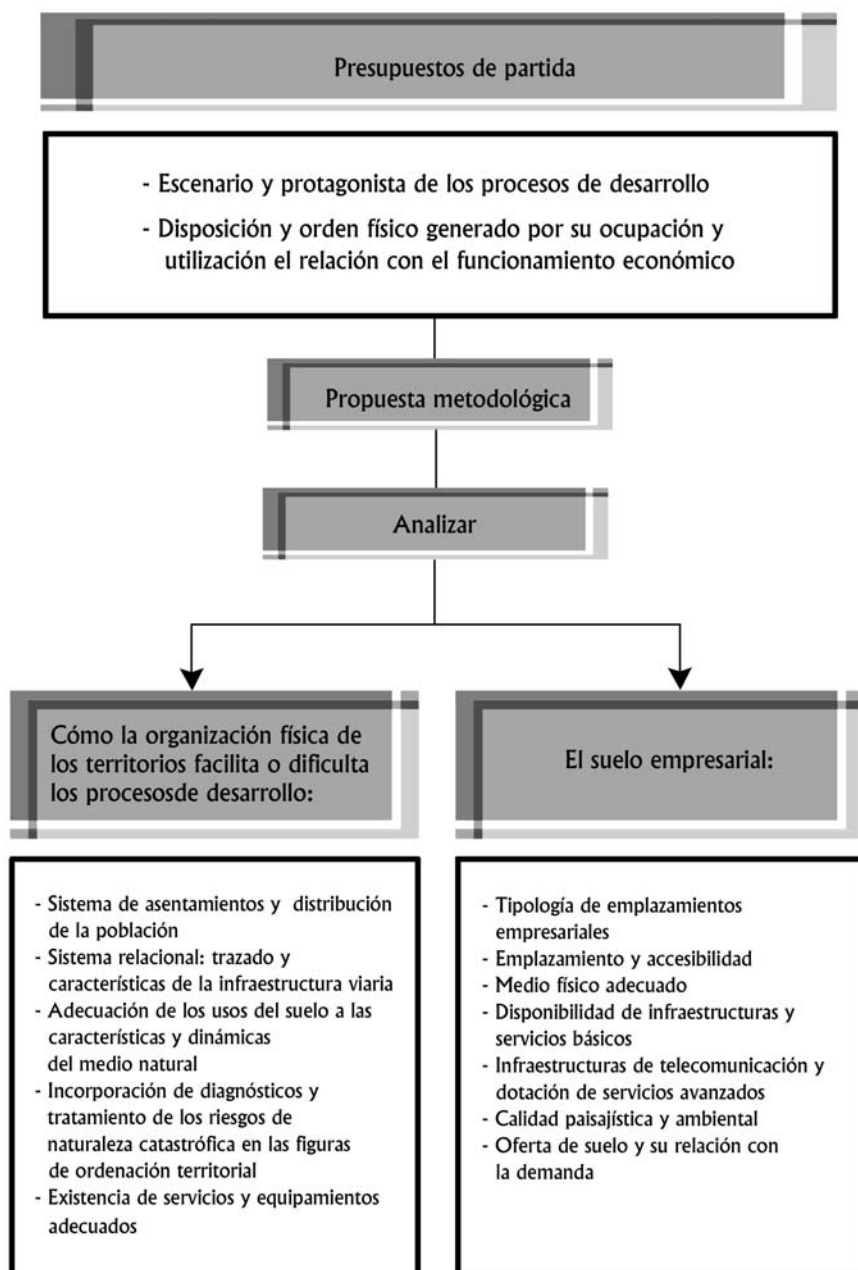 Presupuestos de partida
- Escenario y protagonista de los procesos de desarrollo
- Disposición y orden físico generado por su ocupación y
utilización el relación con el funcionamiento económico
Propuesta metodológica
Analizar
Cómo la organización física de
los territorios facilita o dificulta
los procesosde desarrollo:
- Sistema de asentamientos y distribución
de la población
- Sistema relacional: trazado y
características de la infraestructura viaria
- Adecuación de los usos del suelo a las
características y dinámicas
del medio natural
- Incorporación de diagnósticos y
tratamiento de los riesgos de
naturaleza catastrófica en las figuras
de ordenación territorial
- Existencia de servicios y equipamientos
adecuados
El suelo empresarial:
- Tipología de emplazamientos
empresariales
- Emplazamiento y accesibilidad
- Medio físico adecuado
- Disponibilidad de infraestructuras y
servicios básicos
- Infraestructuras de telecomunicación y
dotación de servicios avanzados
- Calidad paisajística y ambiental
- Oferta de suelo y su relación con
la demanda